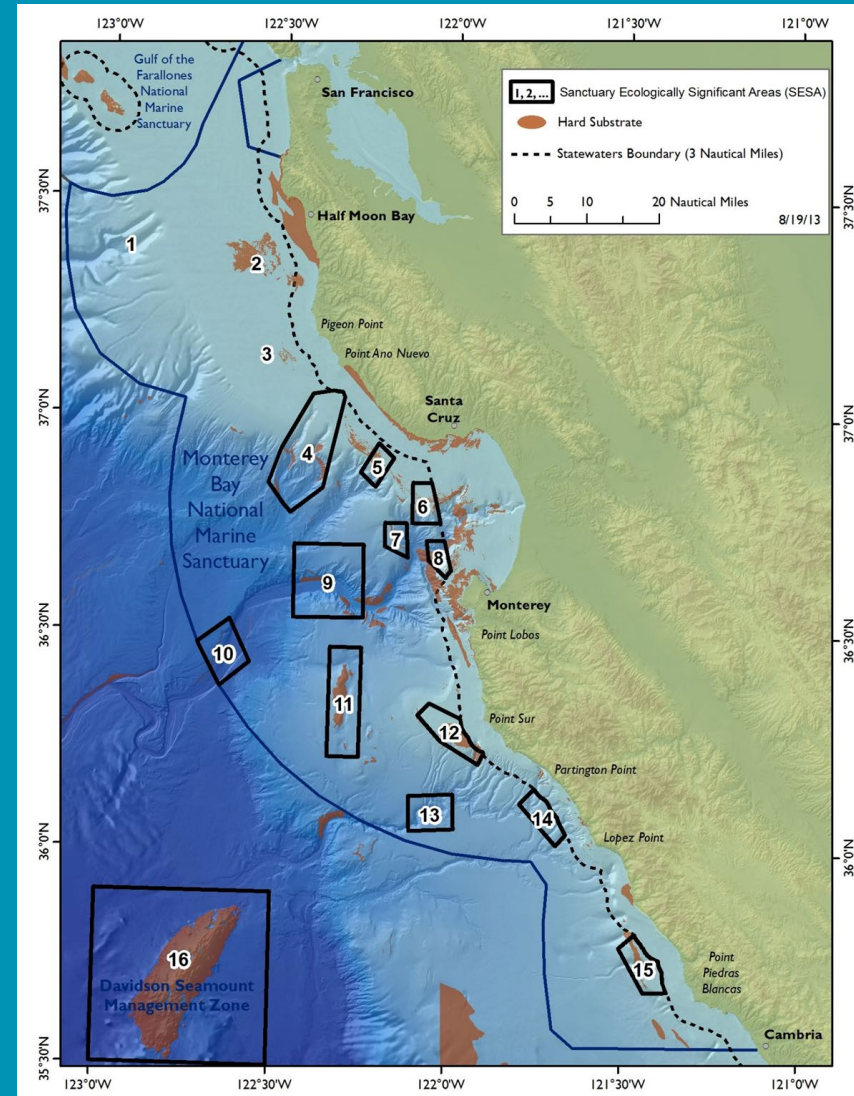 123°0'W
122°30'W
122°0'W
121°30'W
121°0'W
Gulf of the
Farallones
National
Marine
Sanctuary
San Francisco
1, 2, ...
Sanctuary Ecologically Significant Areas (SESA)
Hard Substrate
Statewaters Boundary (3 Nautical Miles)
0 5 10 20 Nautical Miles
8/19/13
37°30'N
37°30'N
Half Moon Bay
1
2
Pigeon Point
3
Point Ano Nuevo
37°0'N
37°0'N
Santa
Cruz
4
5
Monterey
Bay
National
Marine
Sanctuary
6
7
8
9
Monterey
36°30'N
36°30'N
Point Lobos
10
11
Point Sur
12
Partington Point
13
14
Lopez Point
36°0'N
36°0'N
16
Davidson Seamount
Management Zone
15
Point
Piedras
Blancas
Cambria
35°30'N
123°0'W
122°30'W
122°0'W
121°30'W
121°0'W